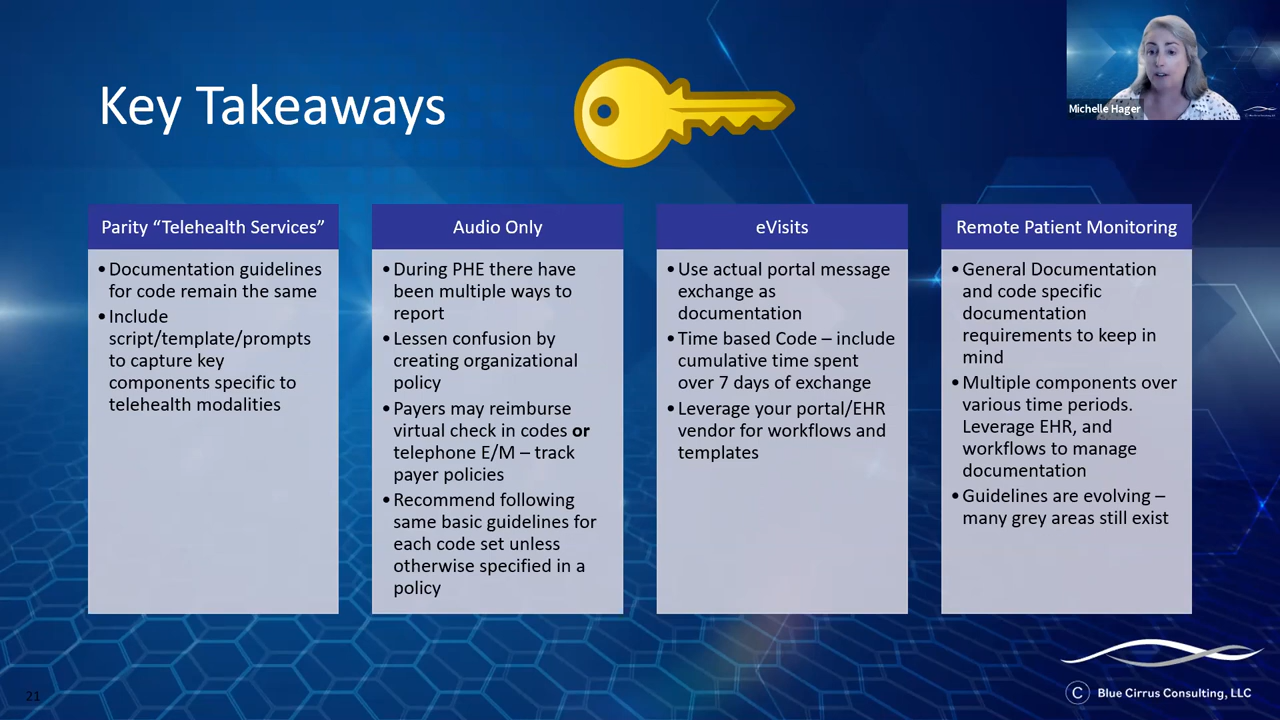 Key Takeaways
Michelle Hager
Parity “Telehealth Services”
• Documentation guidelines
for code remain the same
• Include
script/template/prompts
to capture key
components specific to
telehealth modalities
Audio Only
• During PHE there have
been multiple ways to
report
• Lessen confusion by
creating organizational
policy
• Payers may reimburse
virtual check in codes or
telephone E/M – track
payer policies
• Recommend following
same basic guidelines for
each code set unless
otherwise specified in a
policy
eVisits
• Use actual portal message
exchange as
documentation
• Time based Code – include
cumulative time spent
over 7 days of exchange
• Leverage your portal/EHR
vendor for workflows and
templates
Remote Patient Monitoring
• General Documentation
and code specific
documentation
requirements to keep in
mind
• Multiple components over
various time periods.
Leverage EHR, and
workflows to manage
documentation
• Guidelines are evolving –
many grey areas still exist
21
C Blue Cirrus Consulting, LLC